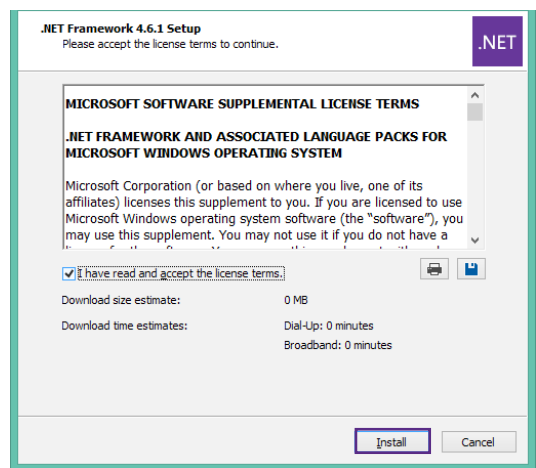 .NET Framework 4.6.1 Setup
Please accept the license terms to continue.
.NET
MICROSOFT SOFTWARE SUPPLEMENTAL LICENSE TERMS
.NET FRAMEWORK AND ASSOCIATED LANGUAGE PACKS FOR
MICROSOFT WINDOWS OPERATING SYSTEM
Microsoft Corporation (or based on where you live, one of its
affiliates) licenses this supplement to you. If you are licensed to use
Microsoft Windows operating system software (the “software”), you
may use this supplement. You may not use it if you do not have a
I have read and accept the license terms.
Download size estimate: 0 MB
Download time estimates: Dial-Up: 0 minutes
Broadband: 0 minutes
Install Cancel